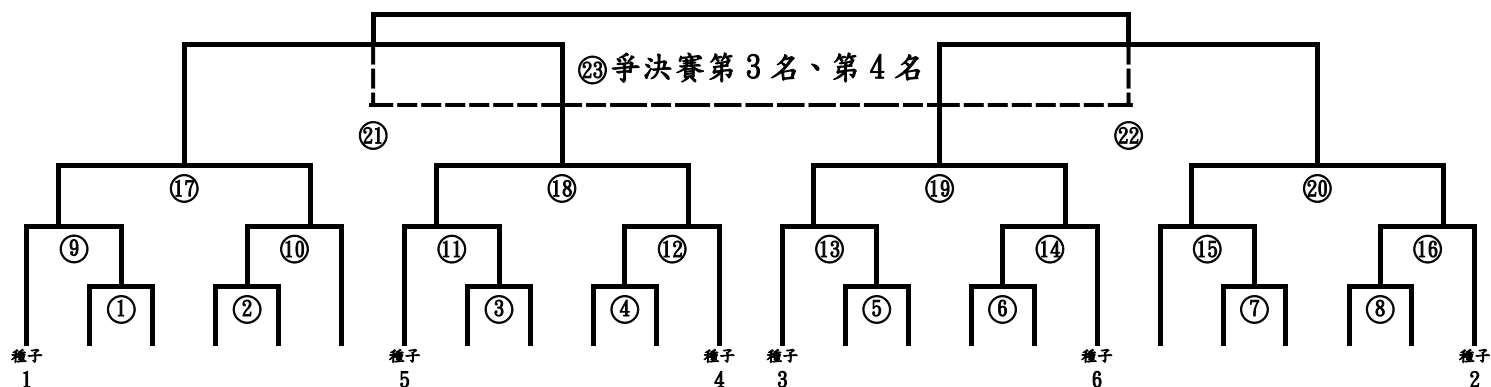 ㉓爭決賽第3名、第4名
㉑ ㉒
⑰ ⑱ ⑲ ⑳
⑨ ⑩ ⑪ ⑫ ⑬ ⑭ ⑮ ⑯
① ② ③ ④ ⑤ ⑥ ⑦ ⑧
種子 種子 種子 種子 種子 種子
1 5 4 3 6 2